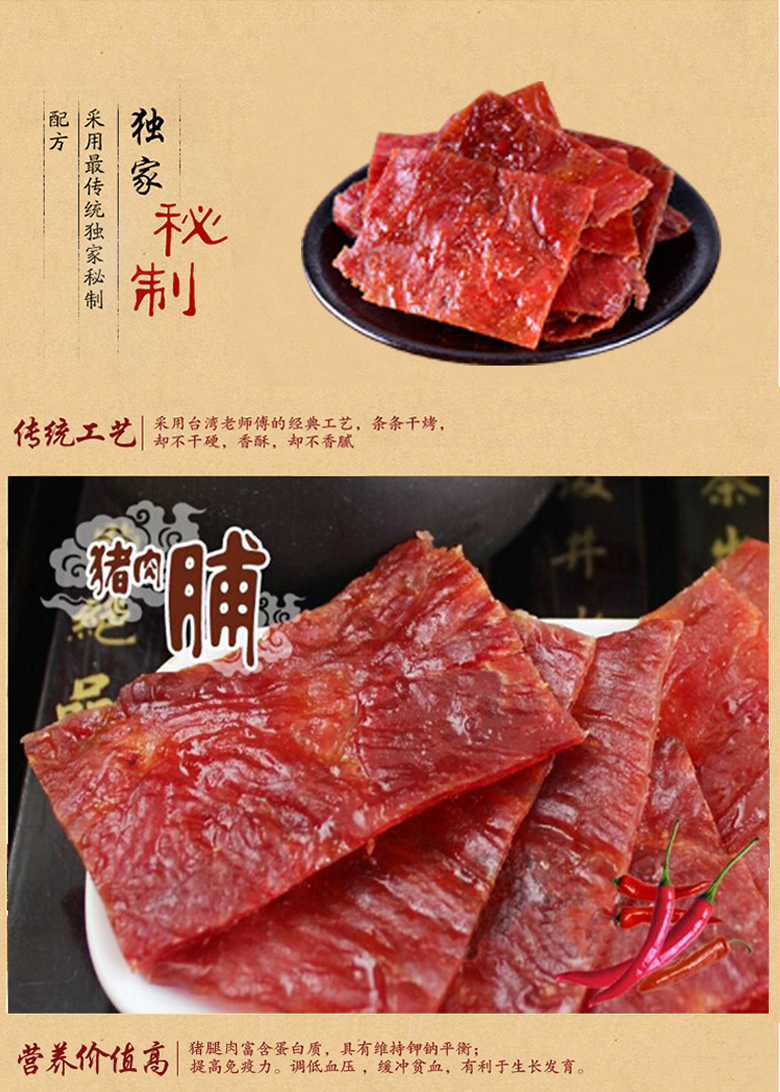 独家
秘制
采用最传统独家秘制
配方
传统工艺
采用台湾老师傅的经典工艺，条条干烤，
却不干硬，香酥，却不香腻
猪肉脯
品
营养价值高
猪腿肉富含蛋白质，具有维持钾钠平衡；
提高免疫力。调低血压，缓冲贫血，有利于生长发育。